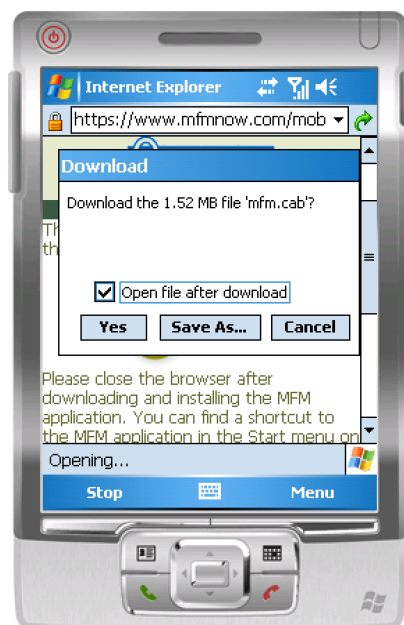 Internet Explorer
https://www.mfmnow.com/mob
Download
Download the 1.52 MB file 'mfm.cab'?
Th
th
Open file after download
Yes Save As... Cancel
Please close the browser after
downloading and installing the MFM
application. You can find a shortcut to
the MFM application in the Start menu on
Opening...
Stop Menu